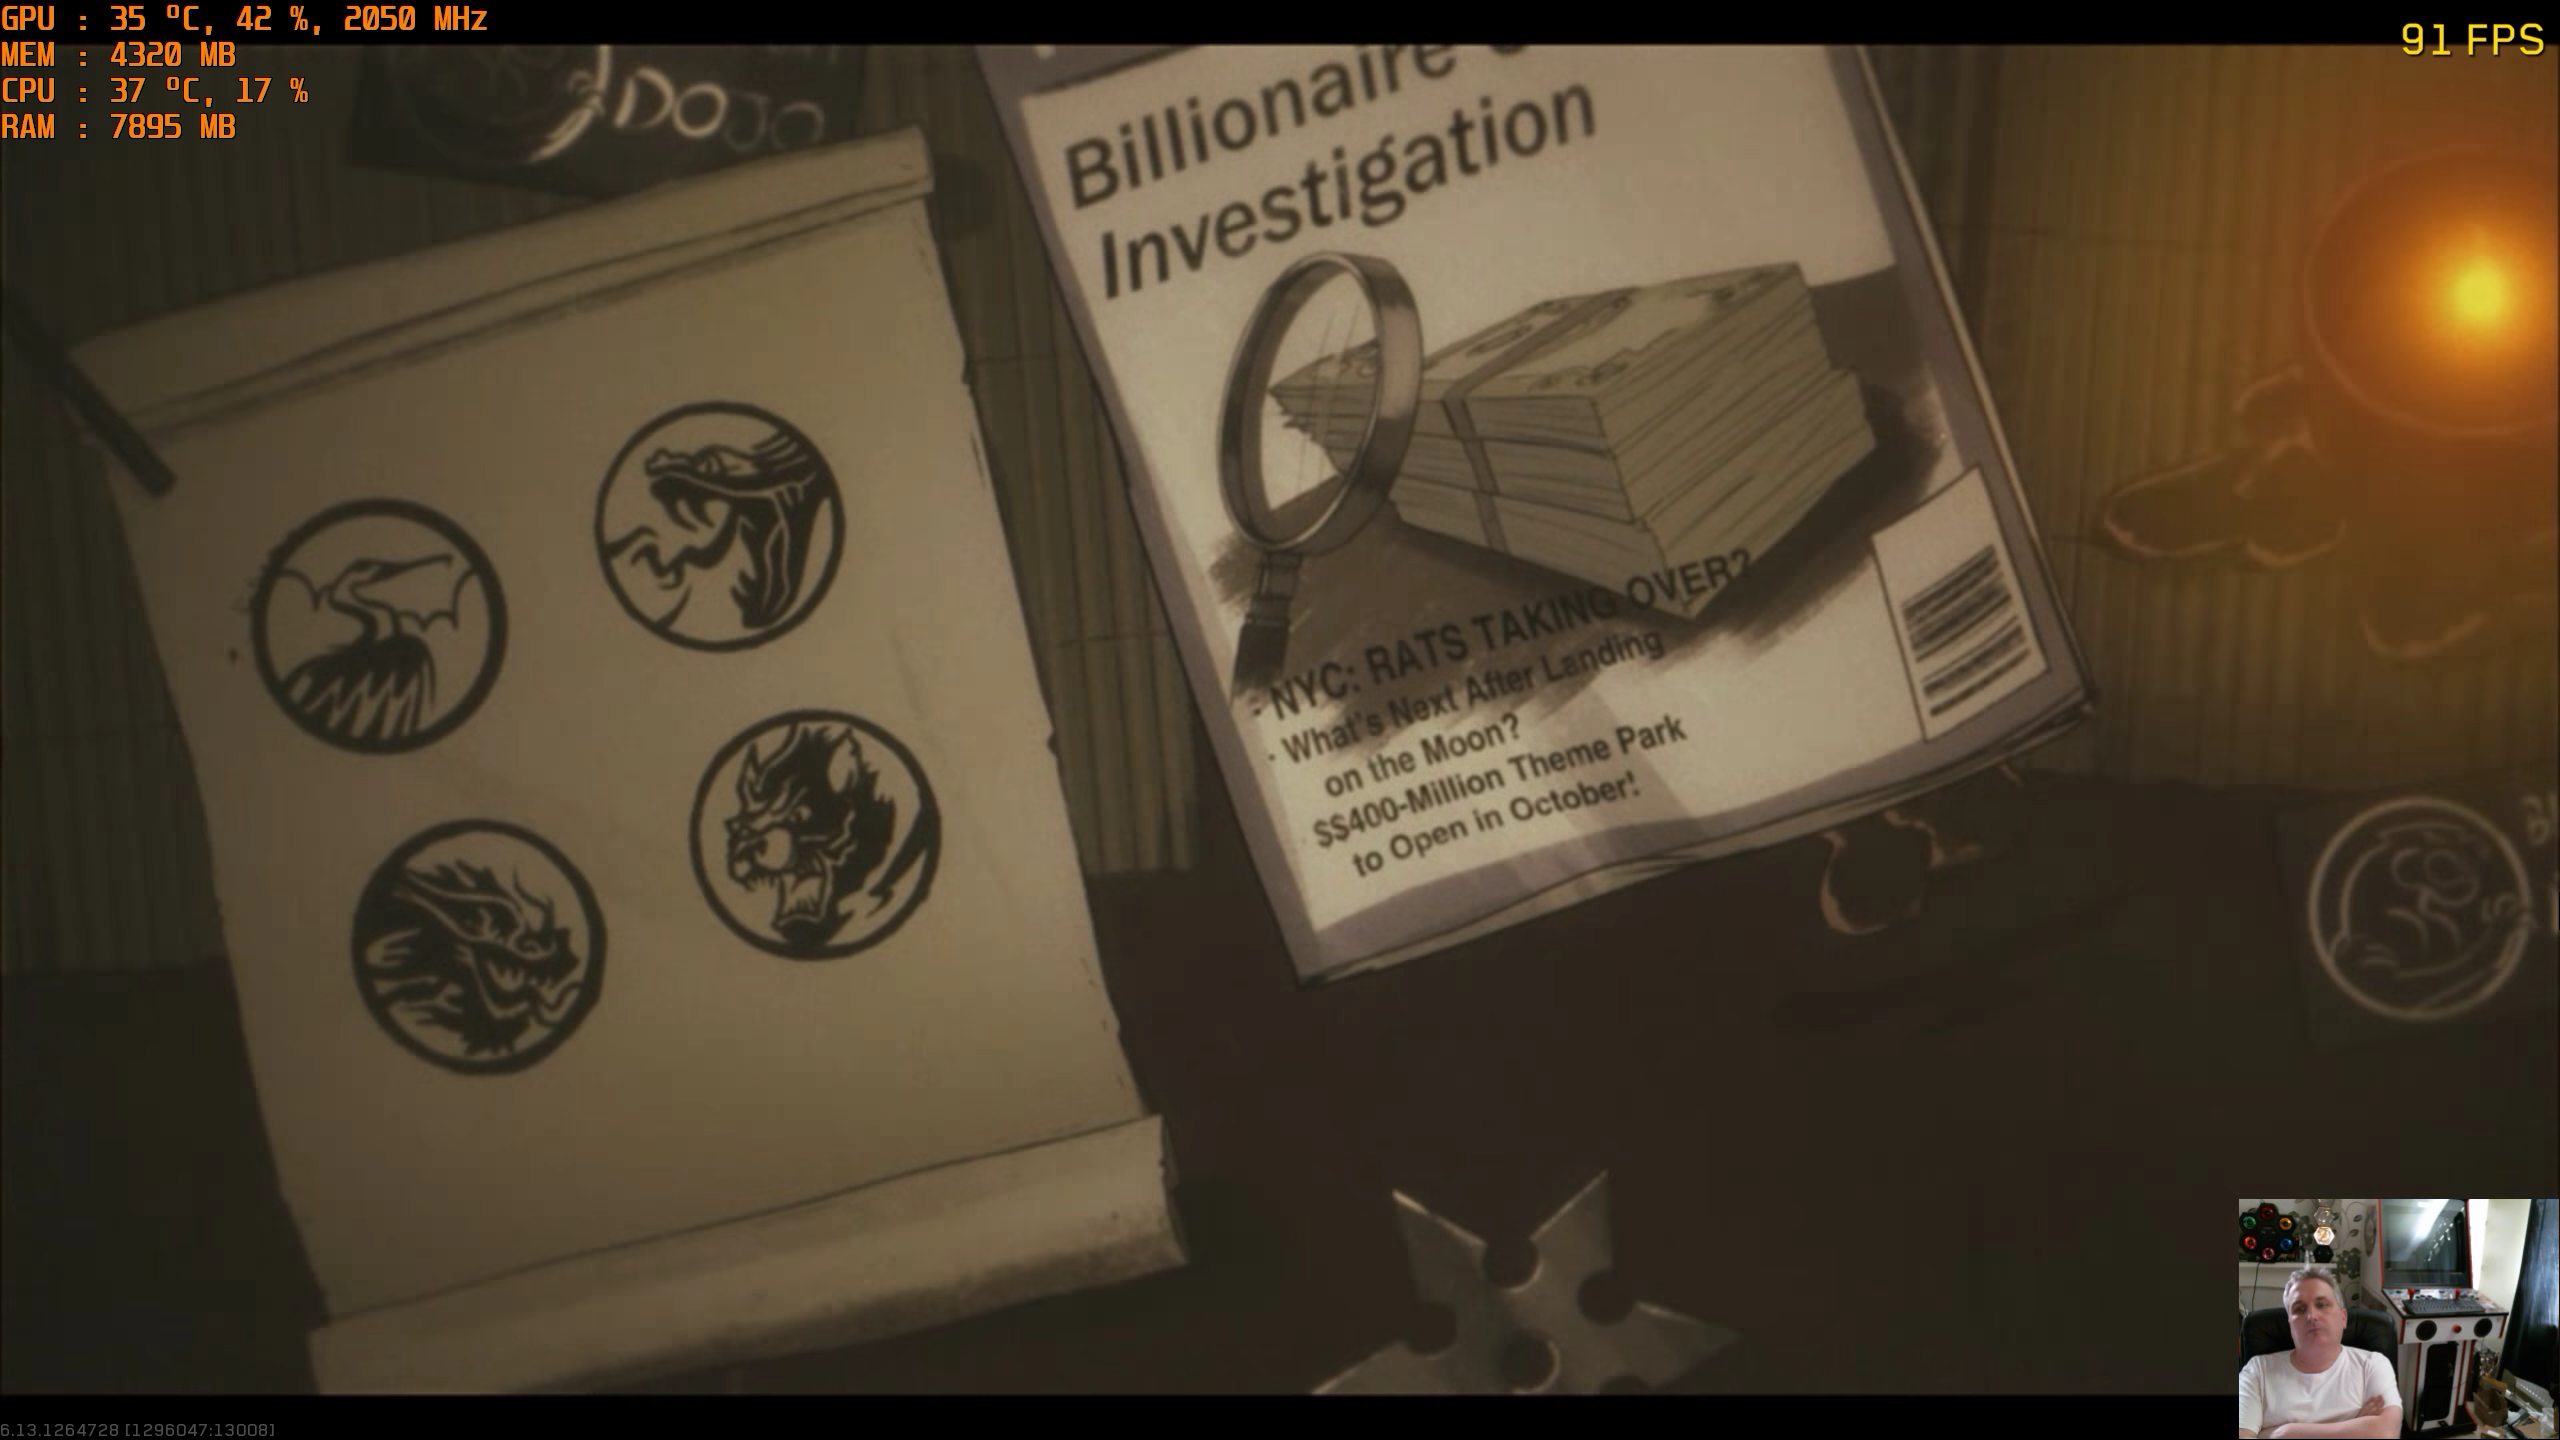 GPU : 35 ºC, 42 %, 2050 MHz
MEM : 4320 MB
CPU : 37 ºC, 17 %
RAM : 7895 MB
91 FPS
DOJO
Billionaire
Investigation
· NYC: RATS TAKING OVER?
· What's Next After Landing
on the Moon?
$$400-Million Theme Park
to Open in October!
6.13.1264728 [1296047:13008]